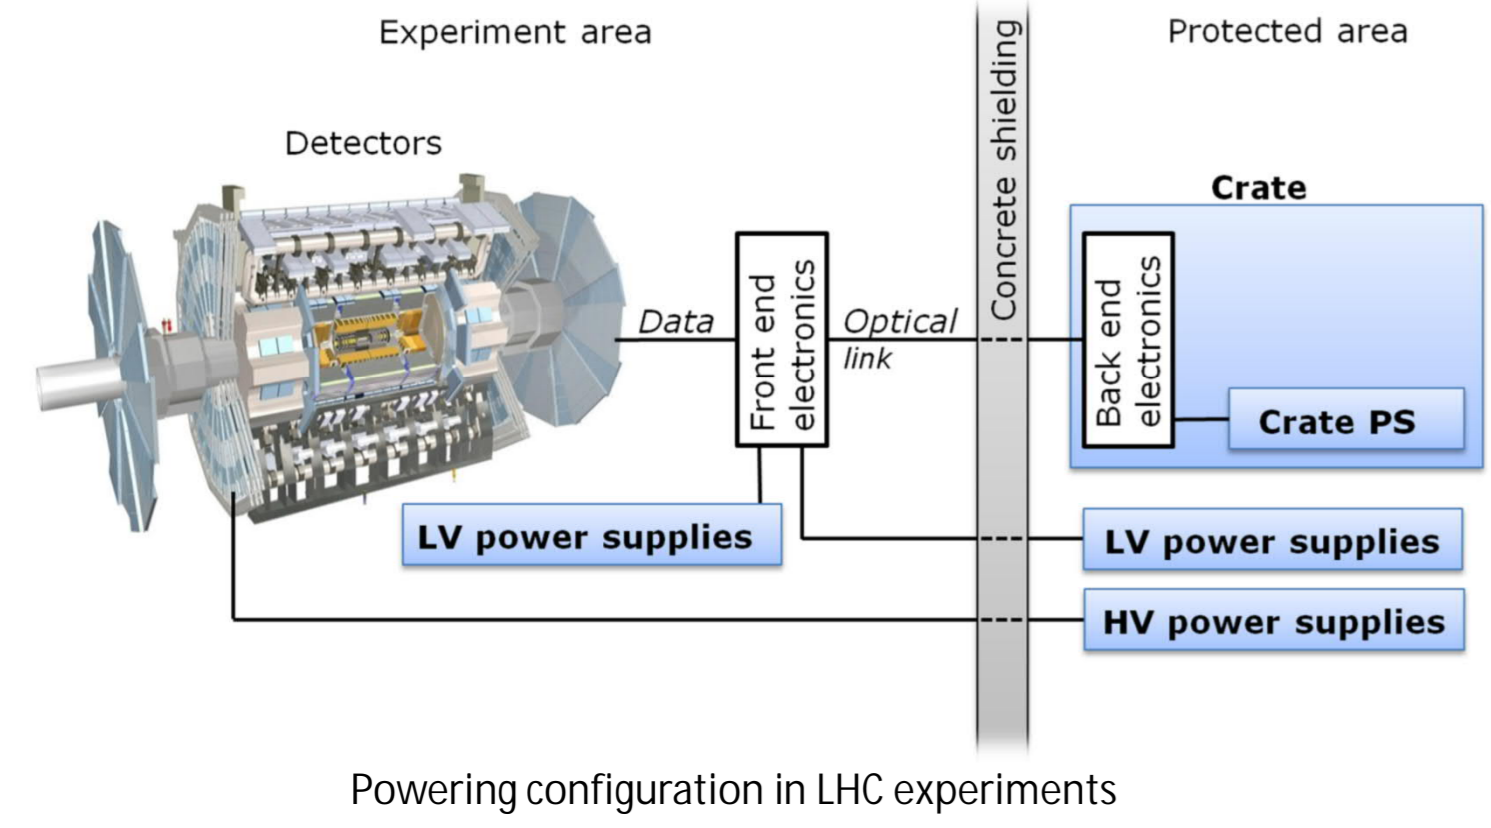 Experiment area
Protected area
Detectors
Concrete shielding
Crate
Data
Front end
electronics
Optical
link
Back end
electronics
Crate PS
LV power supplies
LV power supplies
HV power supplies
Powering configuration in LHC experiments